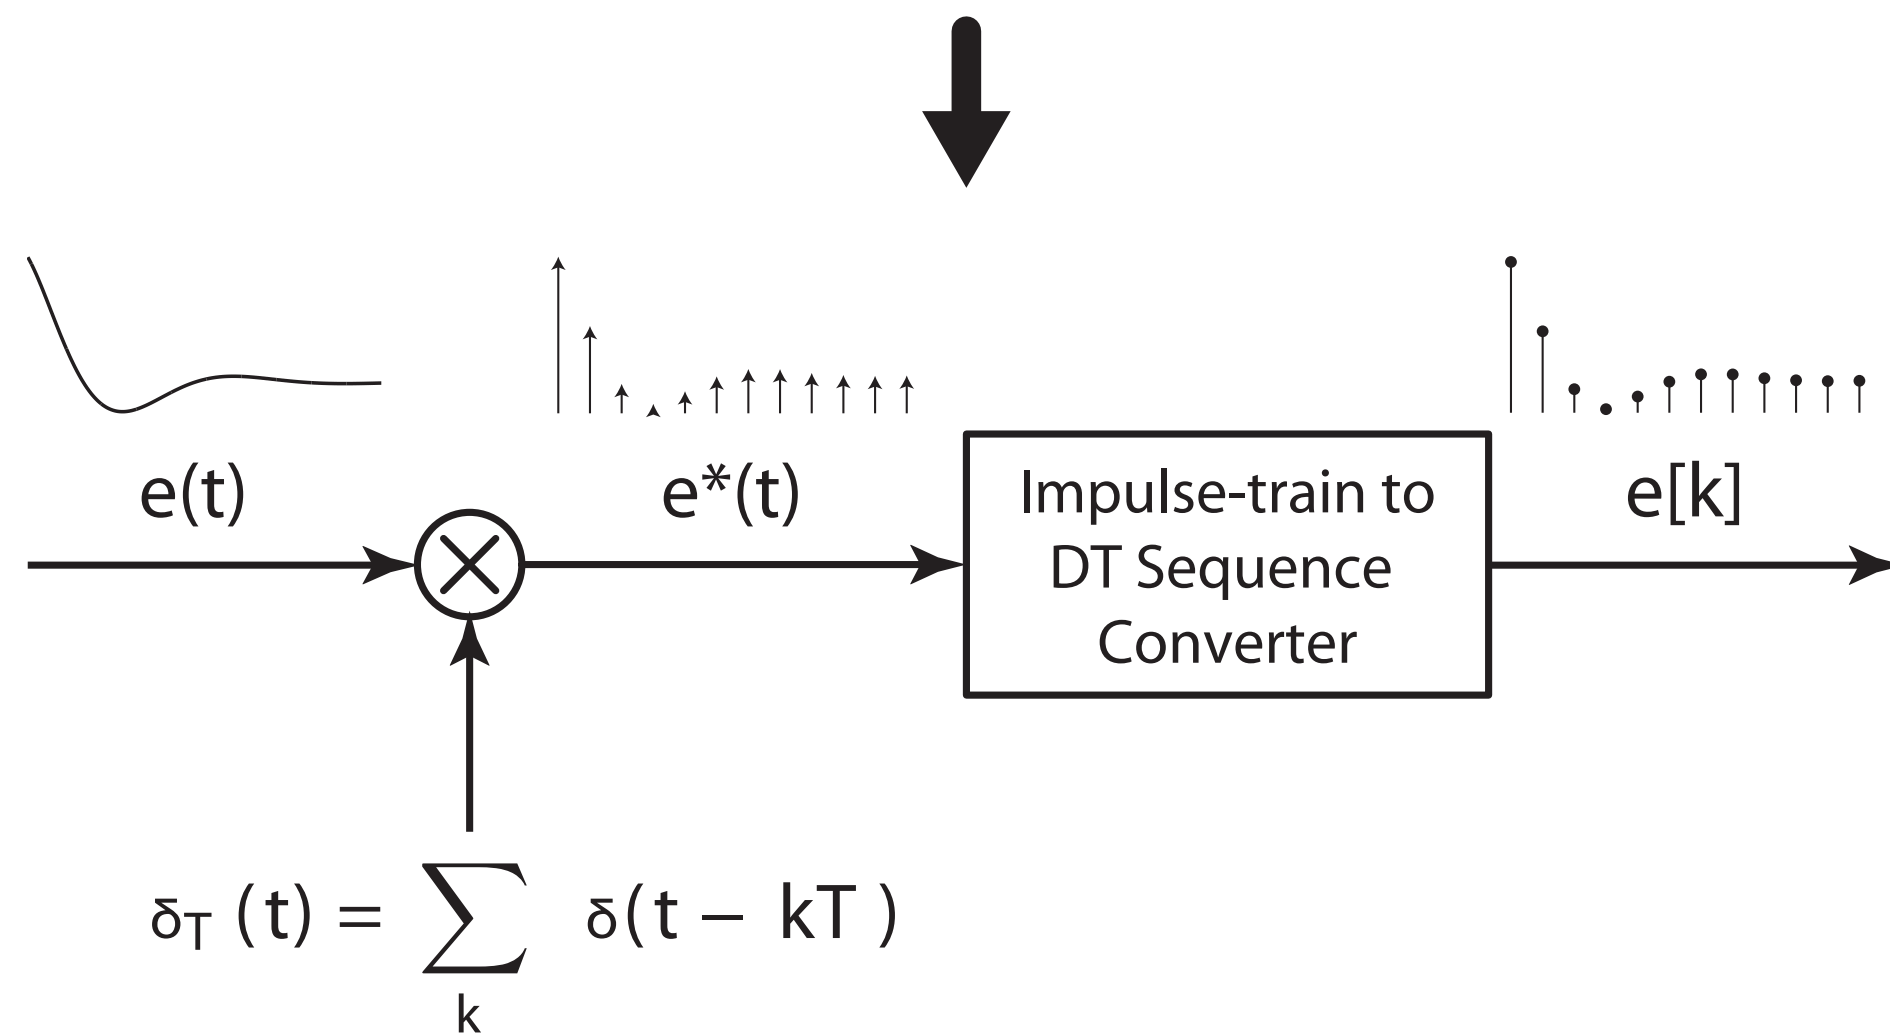 e(t)
e*(t)
e[k]
Impulse-train to
DT Sequence
Converter
δT (t) = ∑ δ(t − kT )
k